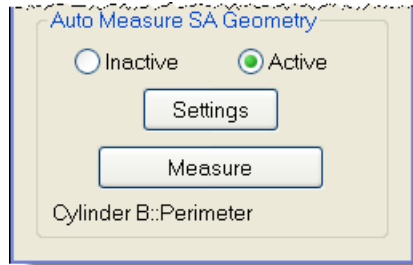 Auto Measure SA Geometry
Inactive Active
Settings
Measure
Cylinder B::Perimeter